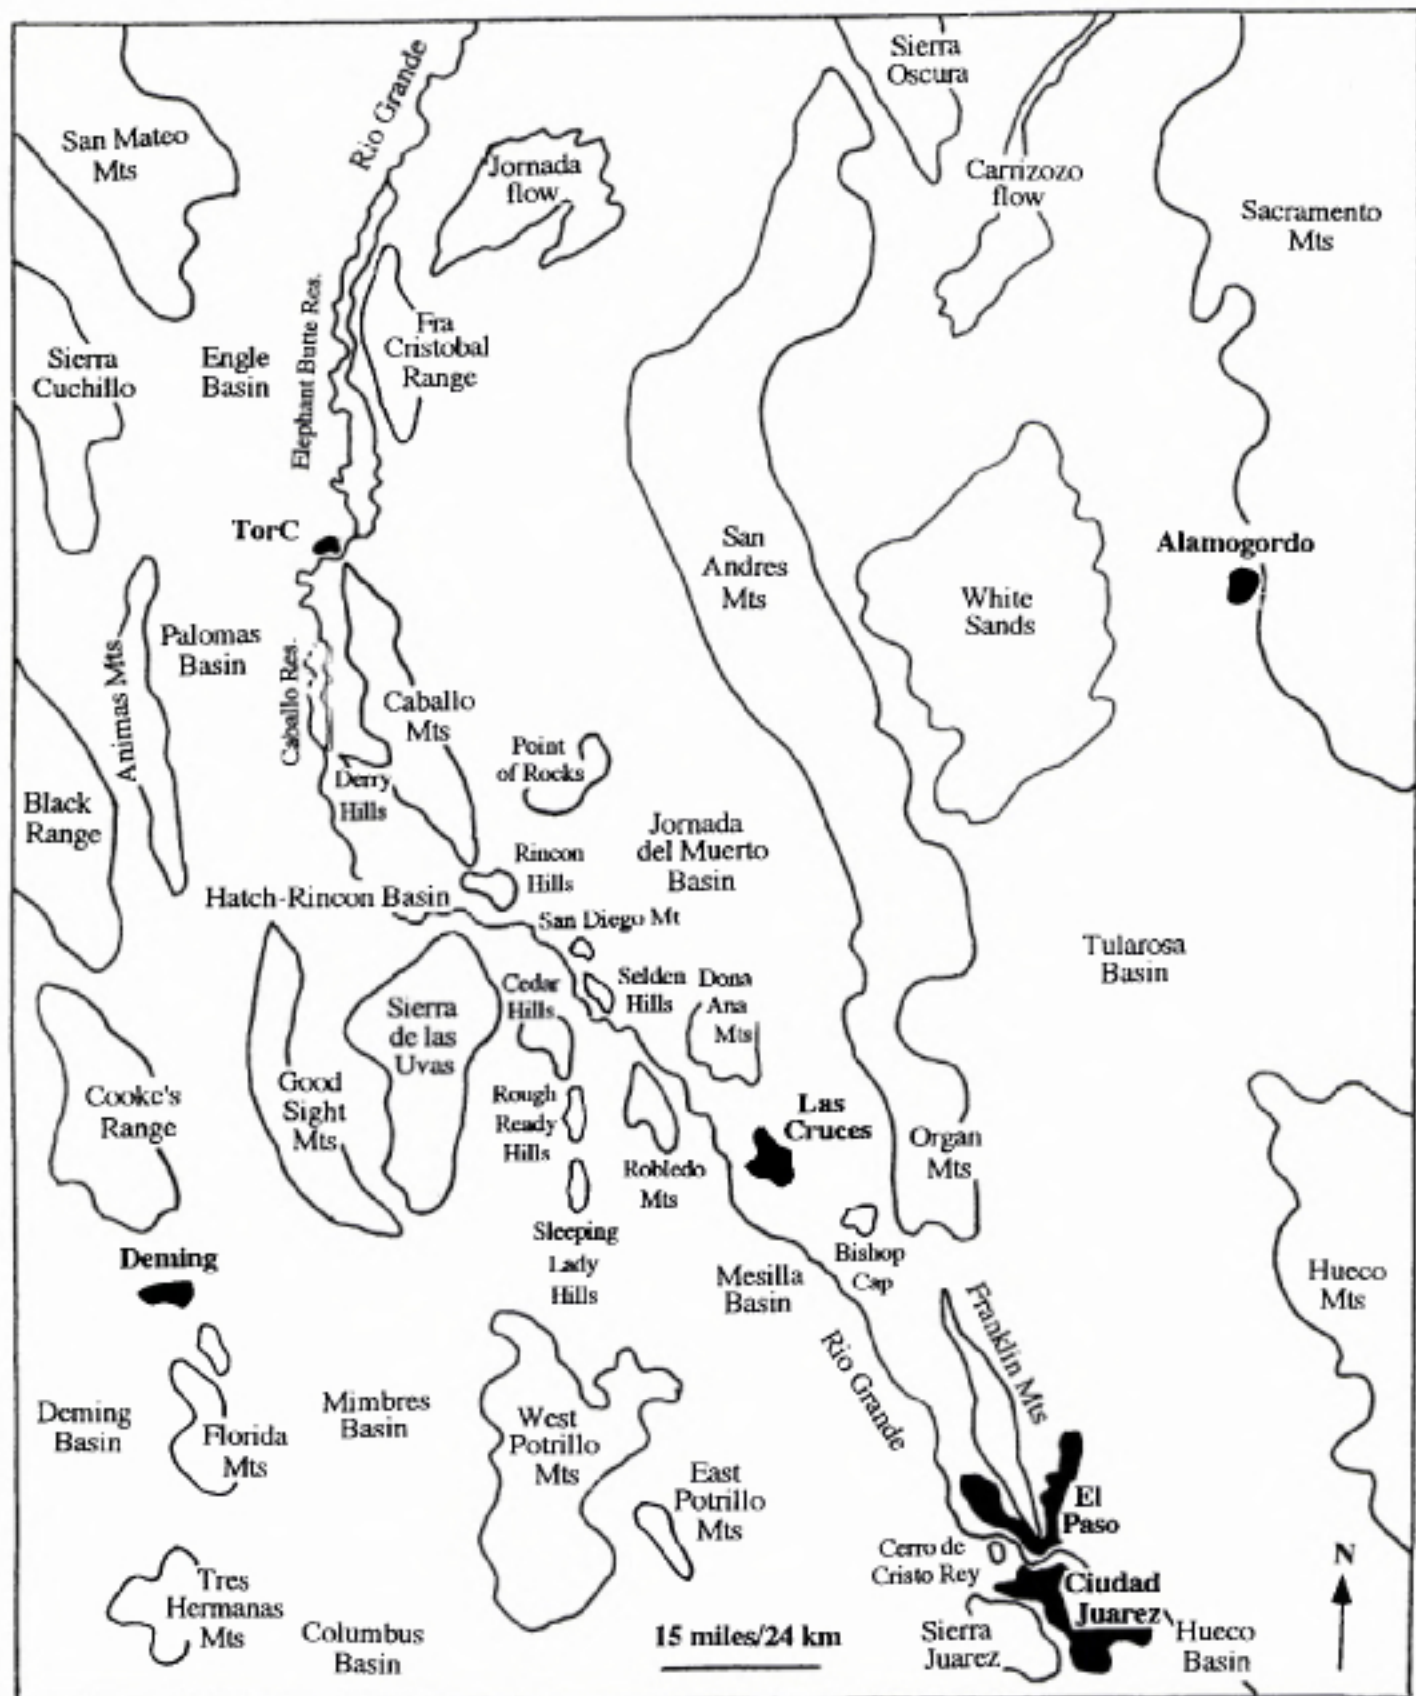 Sierra
Oscura
Rio Grande
San Mateo
Mts
Jornada
flow
Carrizozo
flow
Sacramento
Mts
Elephant Butte Res.
Fra
Cristobal
Range
Sierra
Cuchillo
Engle
Basin
TorC
San
Andres
Mts
Alamogordo
White
Sands
Palomas
Basin
Animas Mts.
Caballo Res.
Caballo
Mts
Point
of Rocks
Derry
Hills
Black
Range
Jornada
del Muerto
Basin
Rincon
Hills
Hatch-Rincon Basin
San Diego Mt
Tularosa
Basin
Cedar
Hills
Selden
Hills
Dona
Ana
Mts
Sierra
de las
Uvas
Cooke's
Range
Good
Sight
Mts
Rough
Ready
Hills
Las
Cruces
Organ
Mts
Robledo
Mts
Sleeping
Lady
Hills
Deming
Mesilla
Basin
Bishop
Cap
Hueco
Mts
Franklin Mts
Rio Grande
Deming
Basin
Florida
Mts
Mimbres
Basin
West
Potrillo
Mts
East
Potrillo
Mts
El
Paso
Cerro de
Cristo Rey
N
Ciudad
Juarez
Tres
Hermanas
Mts
Columbus
Basin
15 miles/24 km
Sierra
Juarez
Hueco
Basin